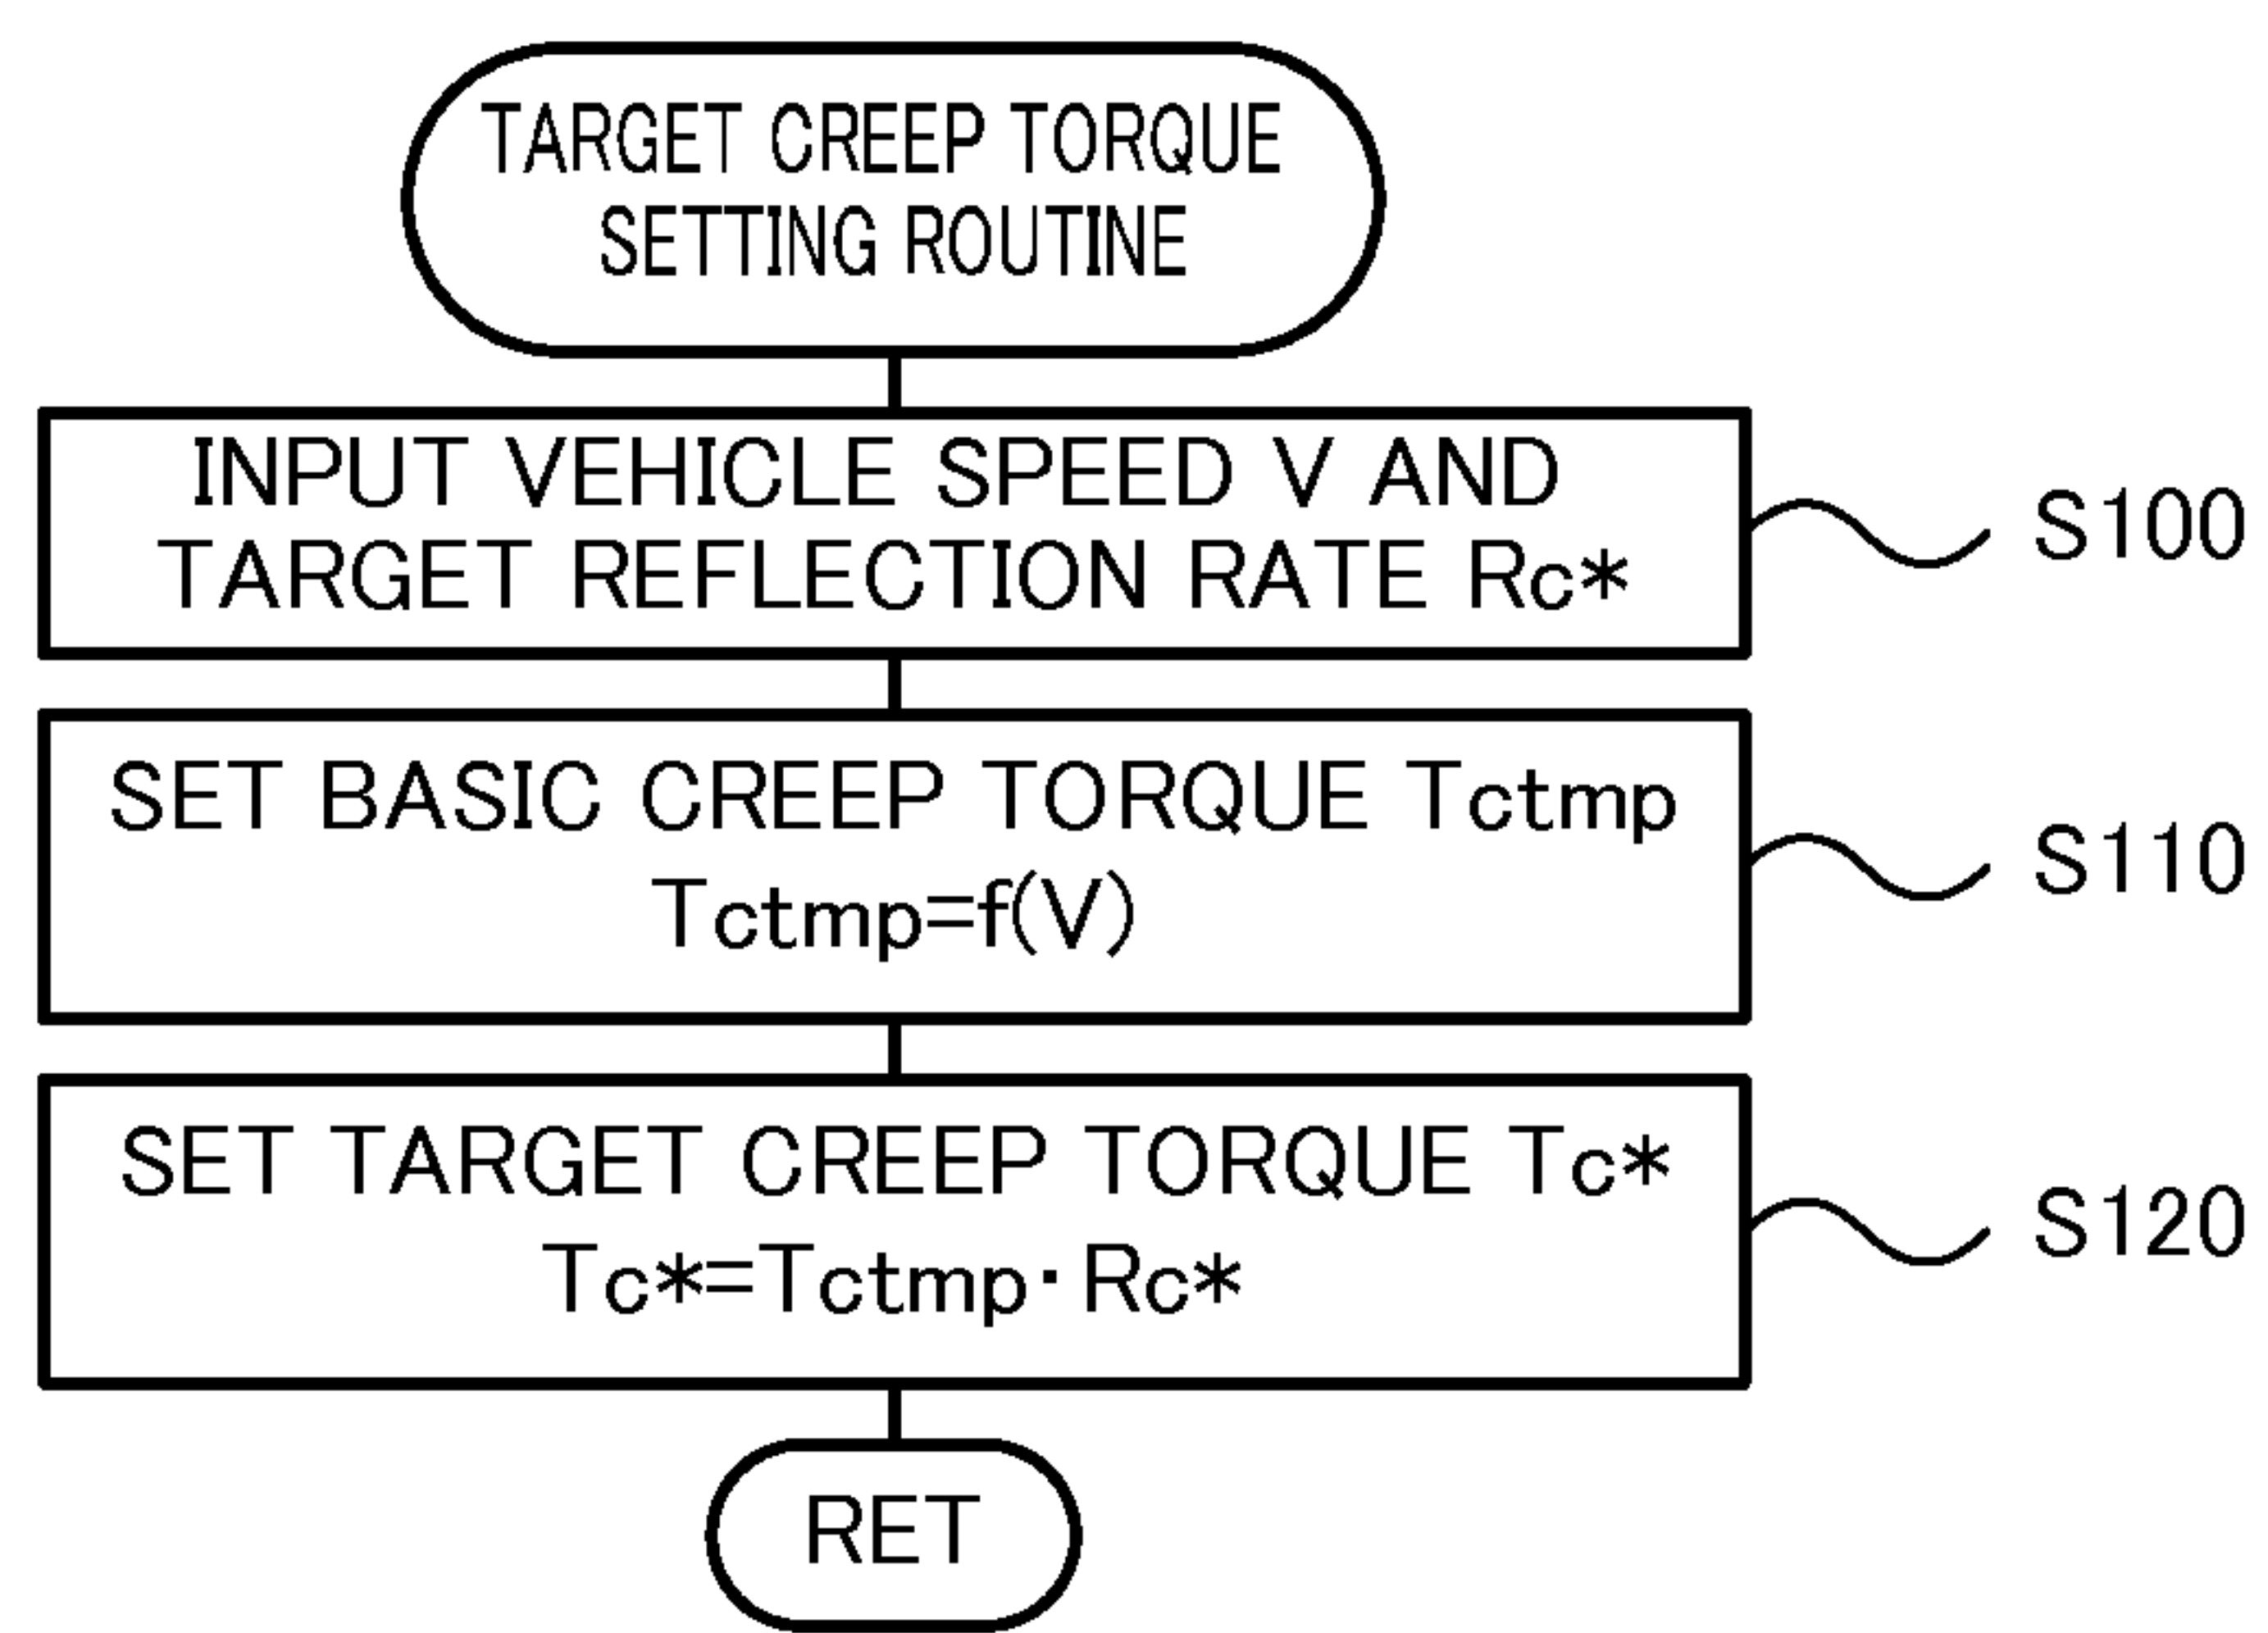 TARGET CREEP TORQUE
SETTING ROUTINE
INPUT VEHICLE SPEED V AND
TARGET REFLECTION RATE Rc*
S100
SET BASIC CREEP TORQUE Tctmp
Tctmp=f(V)
S110
SET TARGET CREEP TORQUE Tc*
Tc*=Tctmp·Rc*
S120
RET